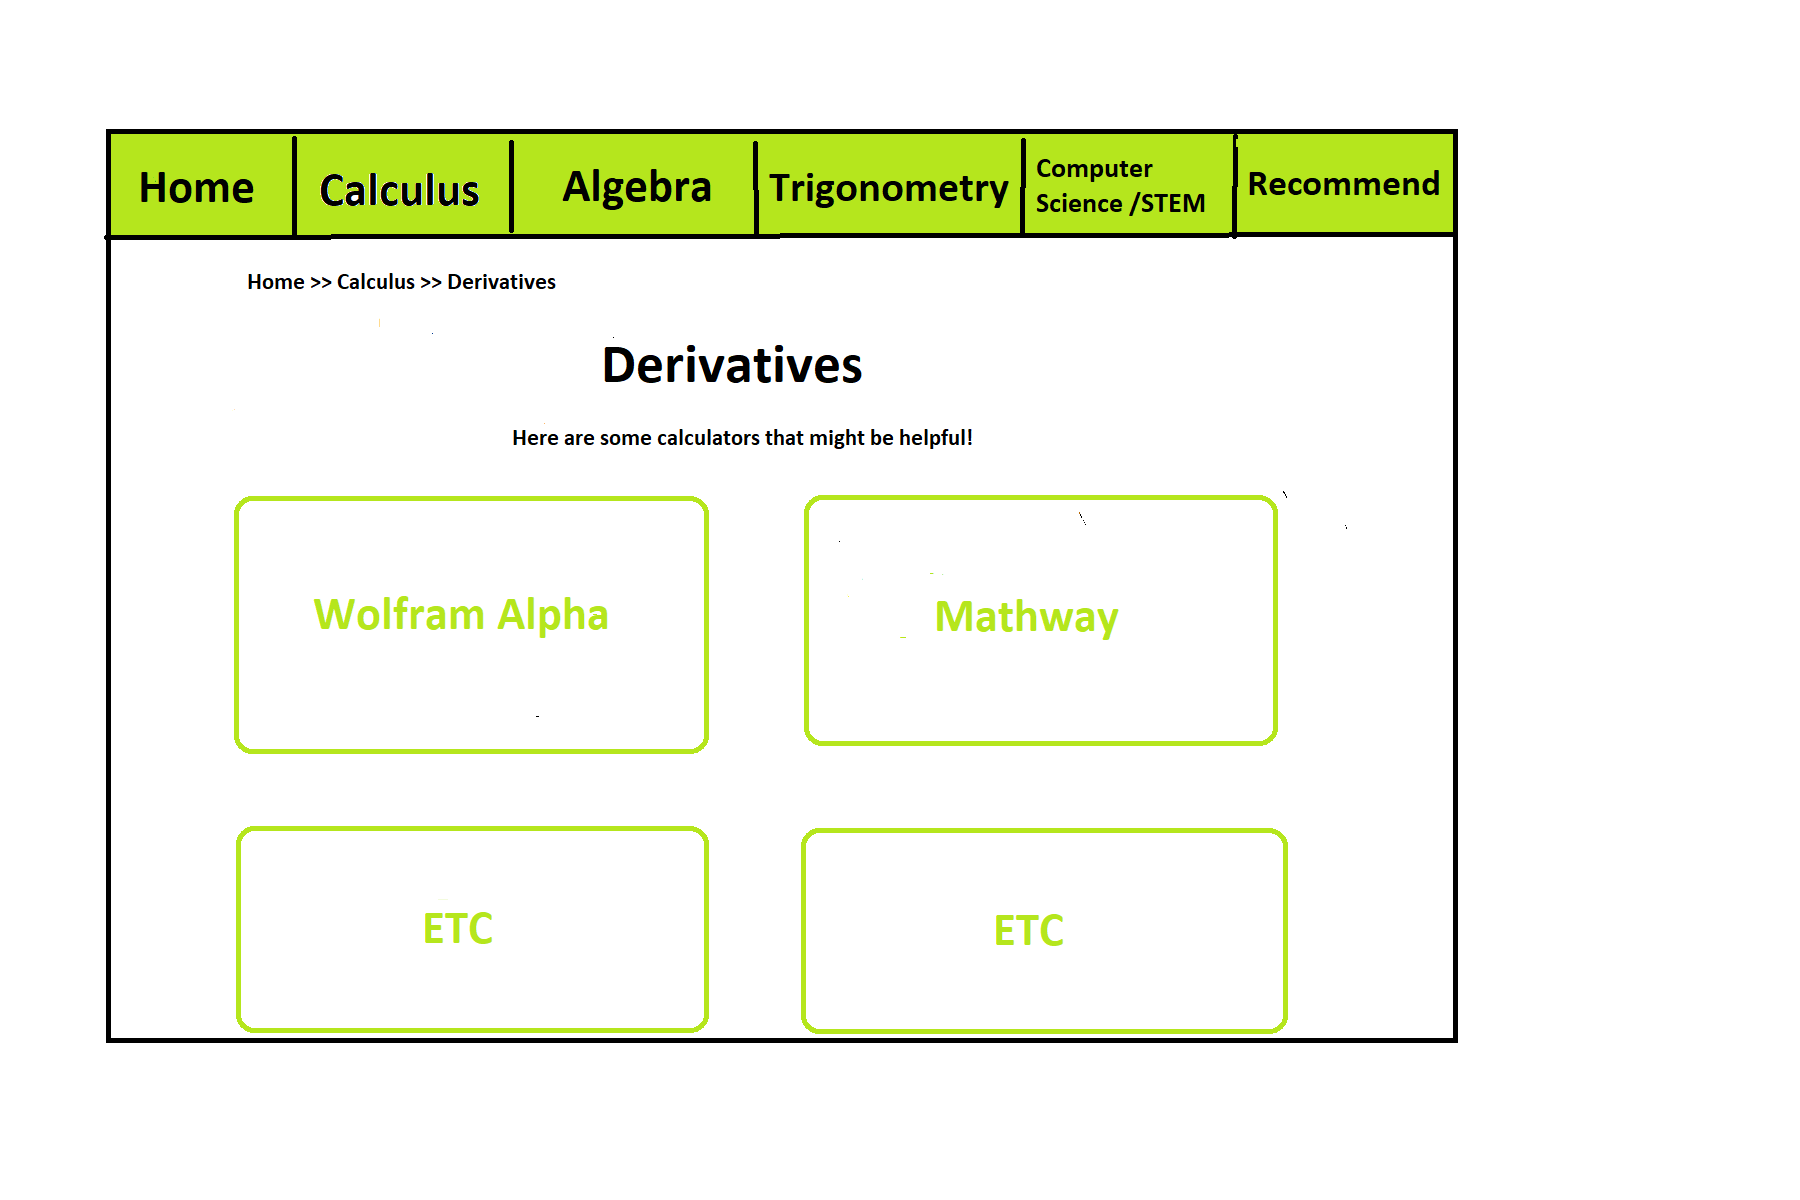 Home
Calculus
Algebra
Trigonometry
Computer
Science /STEM
Recommend
Home >> Calculus >> Derivatives
Derivatives
Here are some calculators that might be helpful!
Wolfram Alpha
Mathway
ETC
ETC